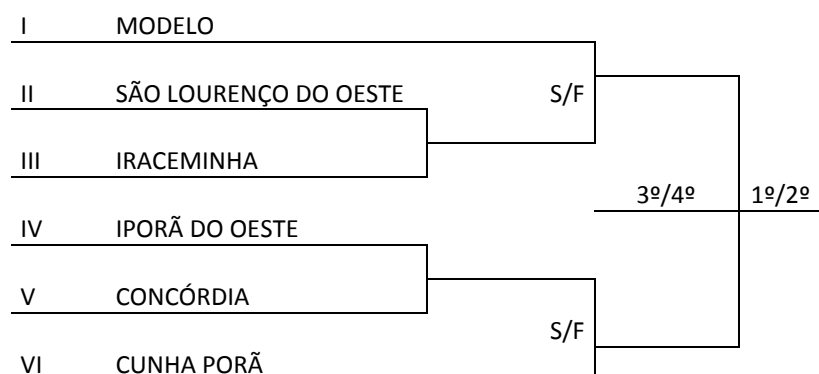 I MODELO
II SÃO LOURENÇO DO OESTE S/F
III IRACEMINHA
3º/4º 1º/2º
IV IPORÃ DO OESTE
V CONCÓRDIA
S/F
VI CUNHA PORÃ